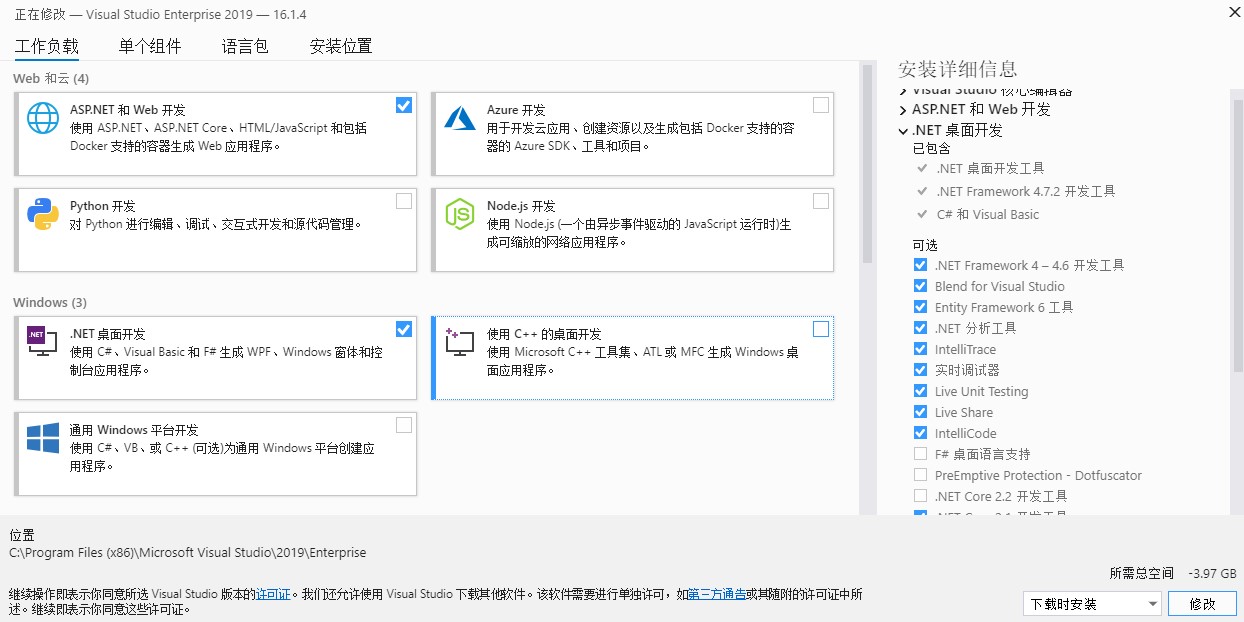 正在修改 — Visual Studio Enterprise 2019 — 16.1.4
工作负载 单个组件 语言包 安装位置
Web 和云 (4)
ASP.NET 和 Web 开发
使用 ASP.NET、ASP.NET Core、HTML/JavaScript 和包括
Docker 支持的容器生成 Web 应用程序。
Azure 开发
用于开发云应用、创建资源以及生成包括 Docker 支持的容
器的 Azure SDK、工具和项目。
Python 开发
对 Python 进行编辑、调试、交互式开发和源代码管理。
Node.js 开发
使用 Node.js (一个由异步事件驱动的 JavaScript 运行时)生
成可缩放的网络应用程序。
Windows (3)
.NET 桌面开发
使用 C#、Visual Basic 和 F# 生成 WPF、Windows 窗体和控
制台应用程序。
使用 C++ 的桌面开发
使用 Microsoft C++ 工具集、ATL 或 MFC 生成 Windows 桌
面应用程序。
通用 Windows 平台开发
使用 C#、VB、或 C++ (可选)为通用 Windows 平台创建应
用程序。
安装详细信息
Visual Studio 核心编辑器
ASP.NET 和 Web 开发
.NET 桌面开发
已包含
.NET 桌面开发工具
.NET Framework 4.7.2 开发工具
C# 和 Visual Basic
可选
.NET Framework 4 – 4.6 开发工具
Blend for Visual Studio
Entity Framework 6 工具
.NET 分析工具
IntelliTrace
实时调试器
Live Unit Testing
Live Share
IntelliCode
F# 桌面语言支持
PreEmptive Protection - Dotfuscator
.NET Core 2.2 开发工具
.NET Core 2.1 开发工具
位置
C:\Program Files (x86)\Microsoft Visual Studio\2019\Enterprise
继续操作即表示你同意所选 Visual Studio 版本的许可证。我们还允许使用 Visual Studio 下载其他软件。该软件需要进行单独许可，如第三方通告或其随附的许可证中所
述。继续即表示你同意这些许可证。
所需总空间 -3.97 GB
下载时安装 修改
.NET
JS